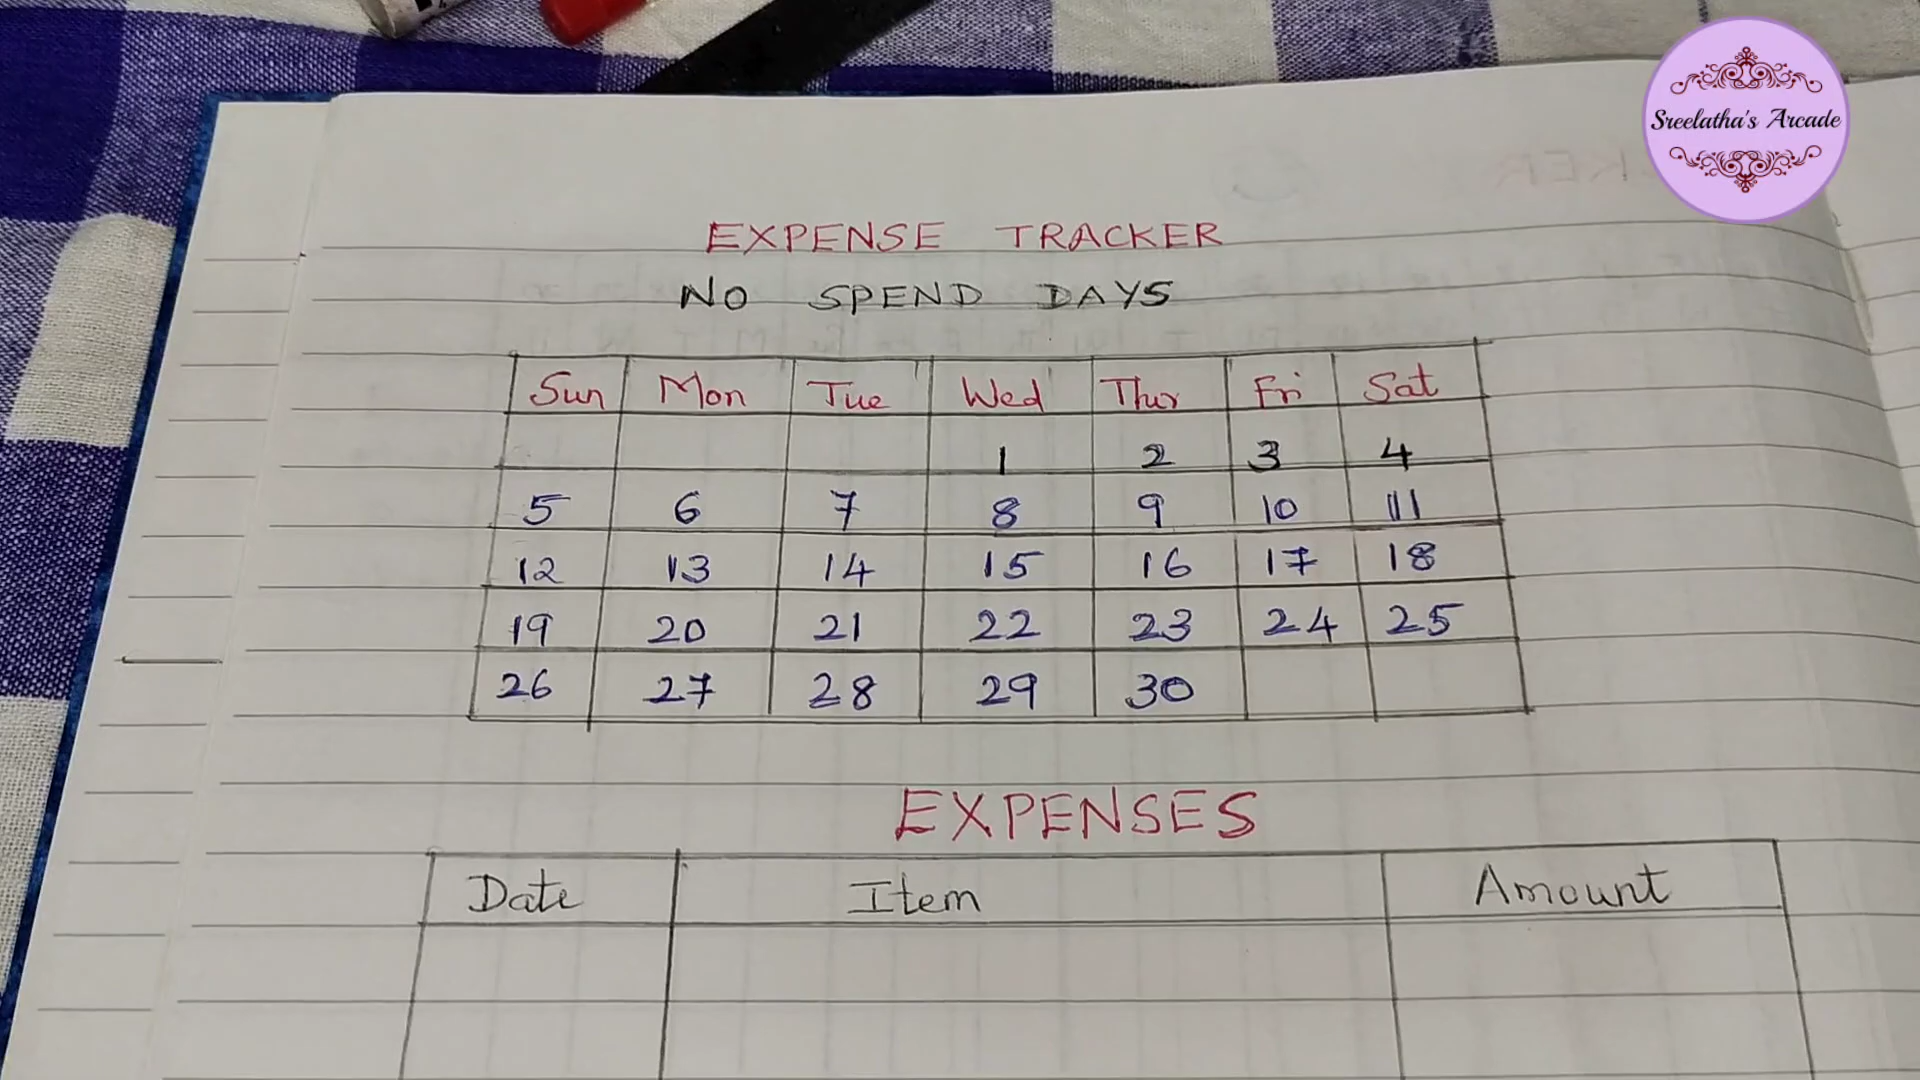 Sreelatha's Arcade
EXPENSE TRACKER
NO SPEND DAYS
Sun Mon Tue Wed Thur Fri Sat
1 2 3 4
5 6 7 8 9 10 11
12 13 14 15 16 17 18
19 20 21 22 23 24 25
26 27 28 29 30
EXPENSES
Date Item Amount